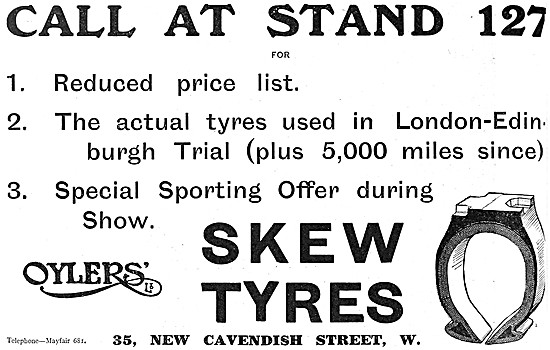 CALL AT STAND 127
FOR
1. Reduced price list.
2. The actual tyres used in London-Edin-
burgh Trial (plus 5,000 miles since)
3. Special Sporting Offer during
Show.
SKEW
OYLERS' Ld
TYRES
Telephone—Mayfair 681. 35, NEW CAVENDISH STREET, W.